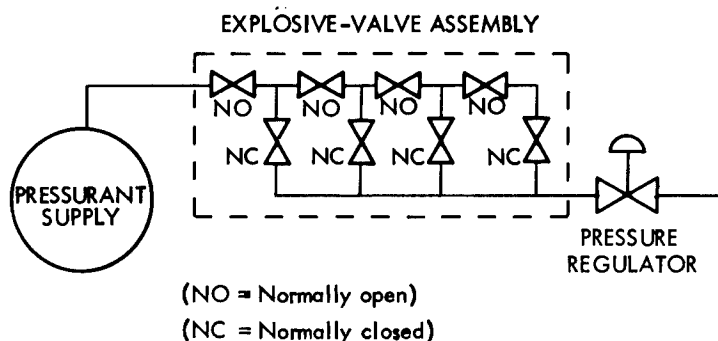 EXPLOSIVE-VALVE ASSEMBLY
NO
NO
NO
NO
NC
NC
NC
NC
PRESSURANT
SUPPLY
PRESSURE
REGULATOR
(NO = Normally open)
(NC = Normally closed)